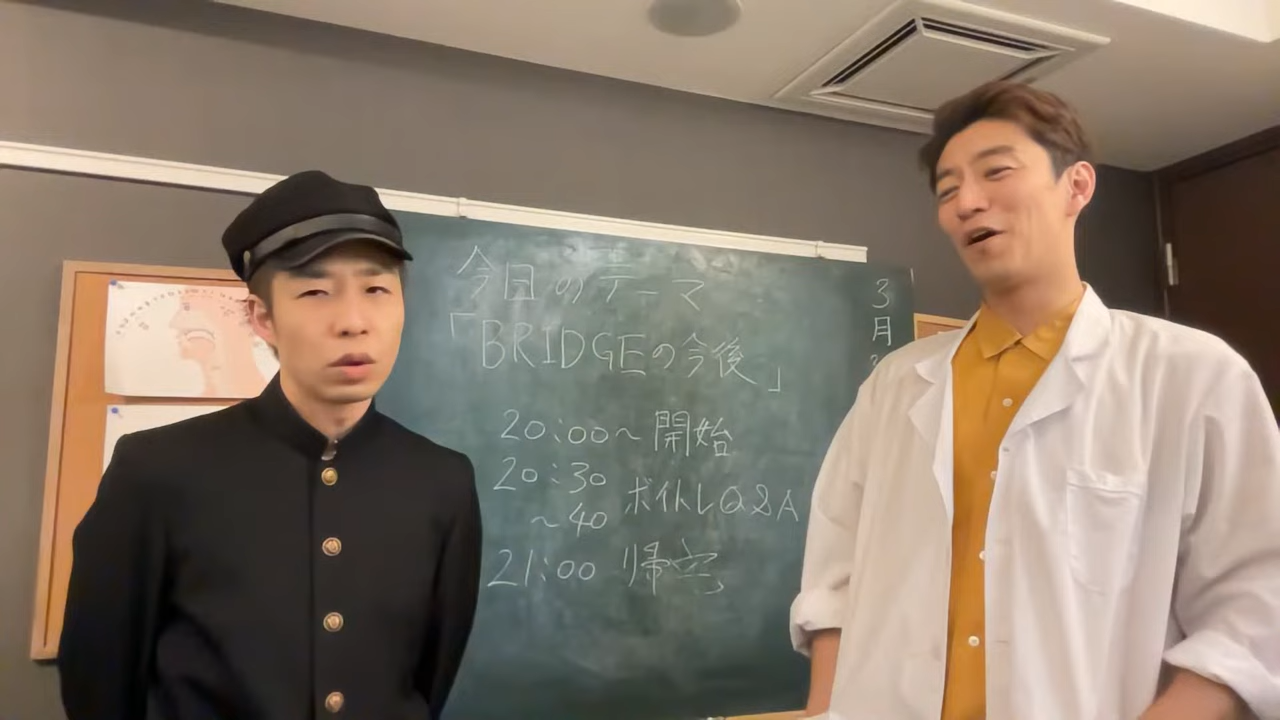 今日のテーマ
「BRIDGEの今後」
20:00～ 開始
20:30
～40 ボイトレQ&A
21:00 帰宅
3月